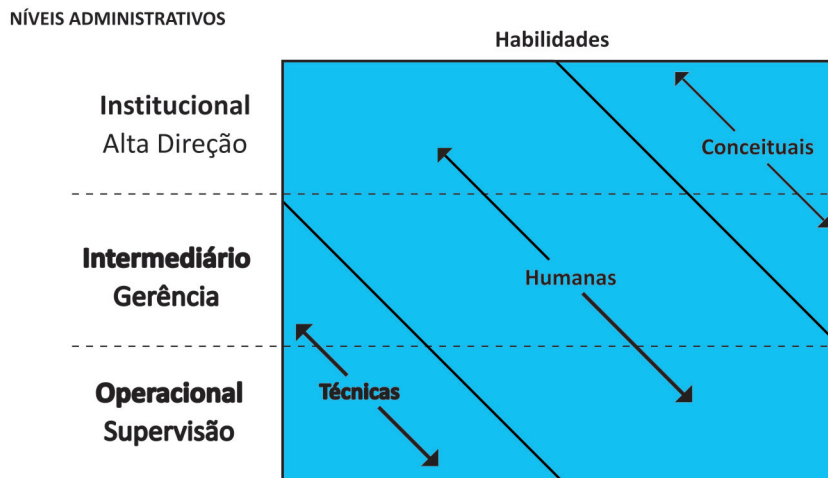 NÍVEIS ADMINISTRATIVOS
Habilidades
Institucional
Alta Direção
Conceituais
Intermediário
Gerência
Humanas
Operacional
Supervisão
Técnicas